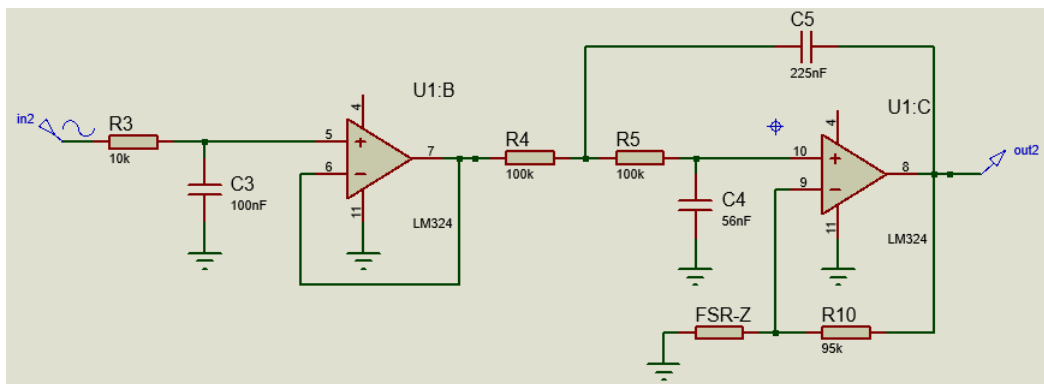 C5
225nF
U1:B
U1:C
in2
R3
10k
4
5
6
7
11
LM324
C3
100nF
R4
100k
R5
100k
C4
56nF
4
10
9
8
11
LM324
out2
FSR-Z
R10
95k